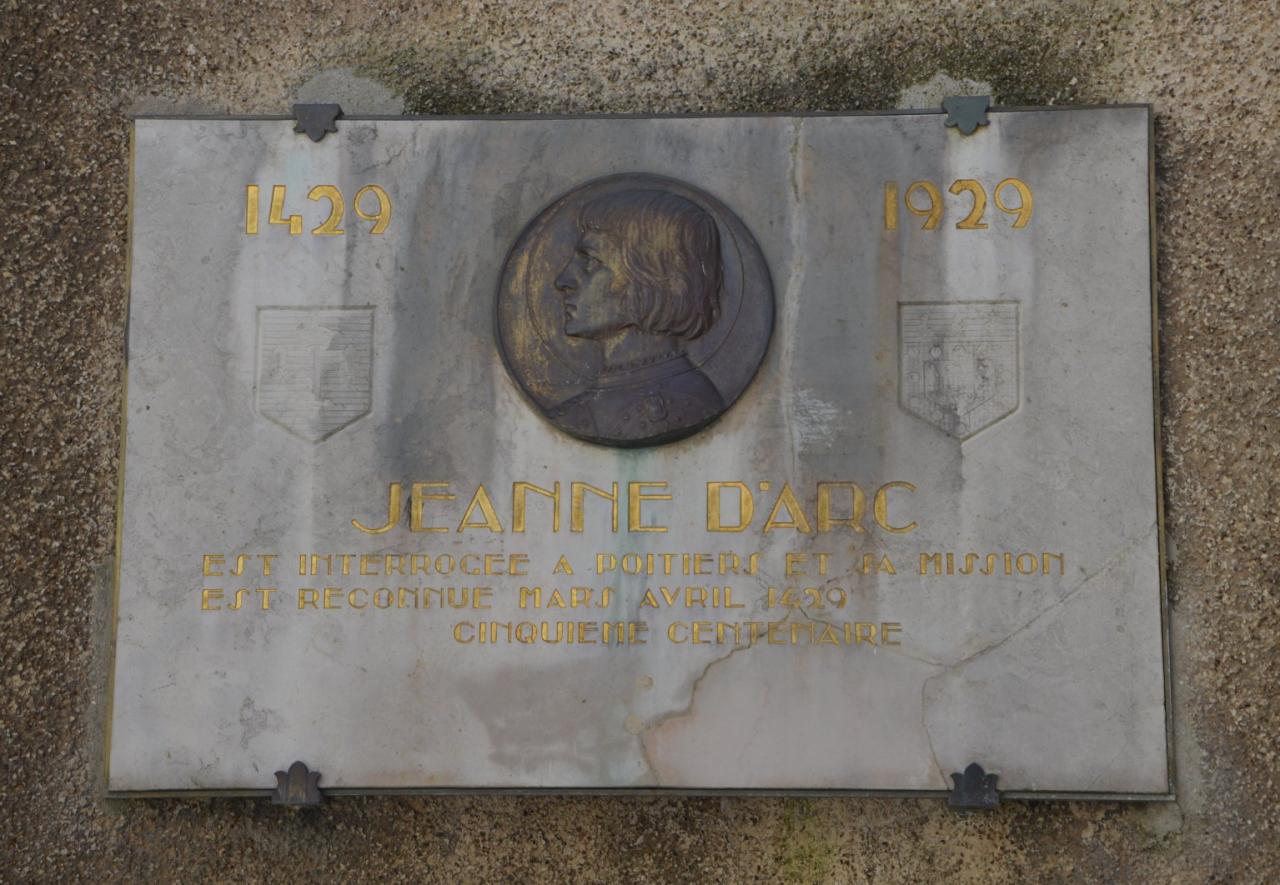 1429 1929
JEANNE D'ARC
EST INTERROGEE A POITIERS ET SA MISSION
EST RECONNUE MARS AVRIL 1429
CINQUIEME CENTENAIRE